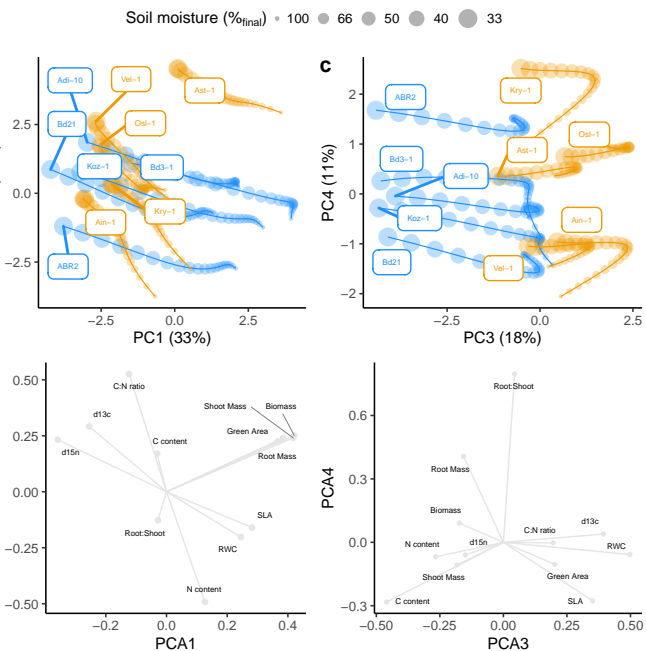 Soil moisture (%final) 100 66 50 40 33
c
Adi−10
Vel−1
Ast−1
Bd21
Osl−1
Koz−1
Bd3−1
Kry−1
Ain−1
ABR2
2.5
0.0
−2.5
−2.5 0.0 2.5
PC1 (33%)
Kry−1
ABR2
Osl−1
Ast−1
Bd3−1
Adi−10
Koz−1
Ain−1
Bd21
Vel−1
PC4 (11%)
2
1
0
−1
−2
−5.0 −2.5 0.0 2.5
PC3 (18%)
0.50
0.25
0.00
−0.25
−0.50
C:N ratio
d13c
Shoot Mass
Biomass
Green Area
C content
d15n
Root Mass
SLA
Root:Shoot
RWC
N content
−0.2 0.0 0.2 0.4
PCA1
PCA4
0.6
0.3
0.0
−0.3
Root:Shoot
Root Mass
Biomass
C:N ratio
d13c
N content
d15n
RWC
Shoot Mass
Green Area
C content
SLA
−0.50 −0.25 0.00 0.25 0.50
PCA3